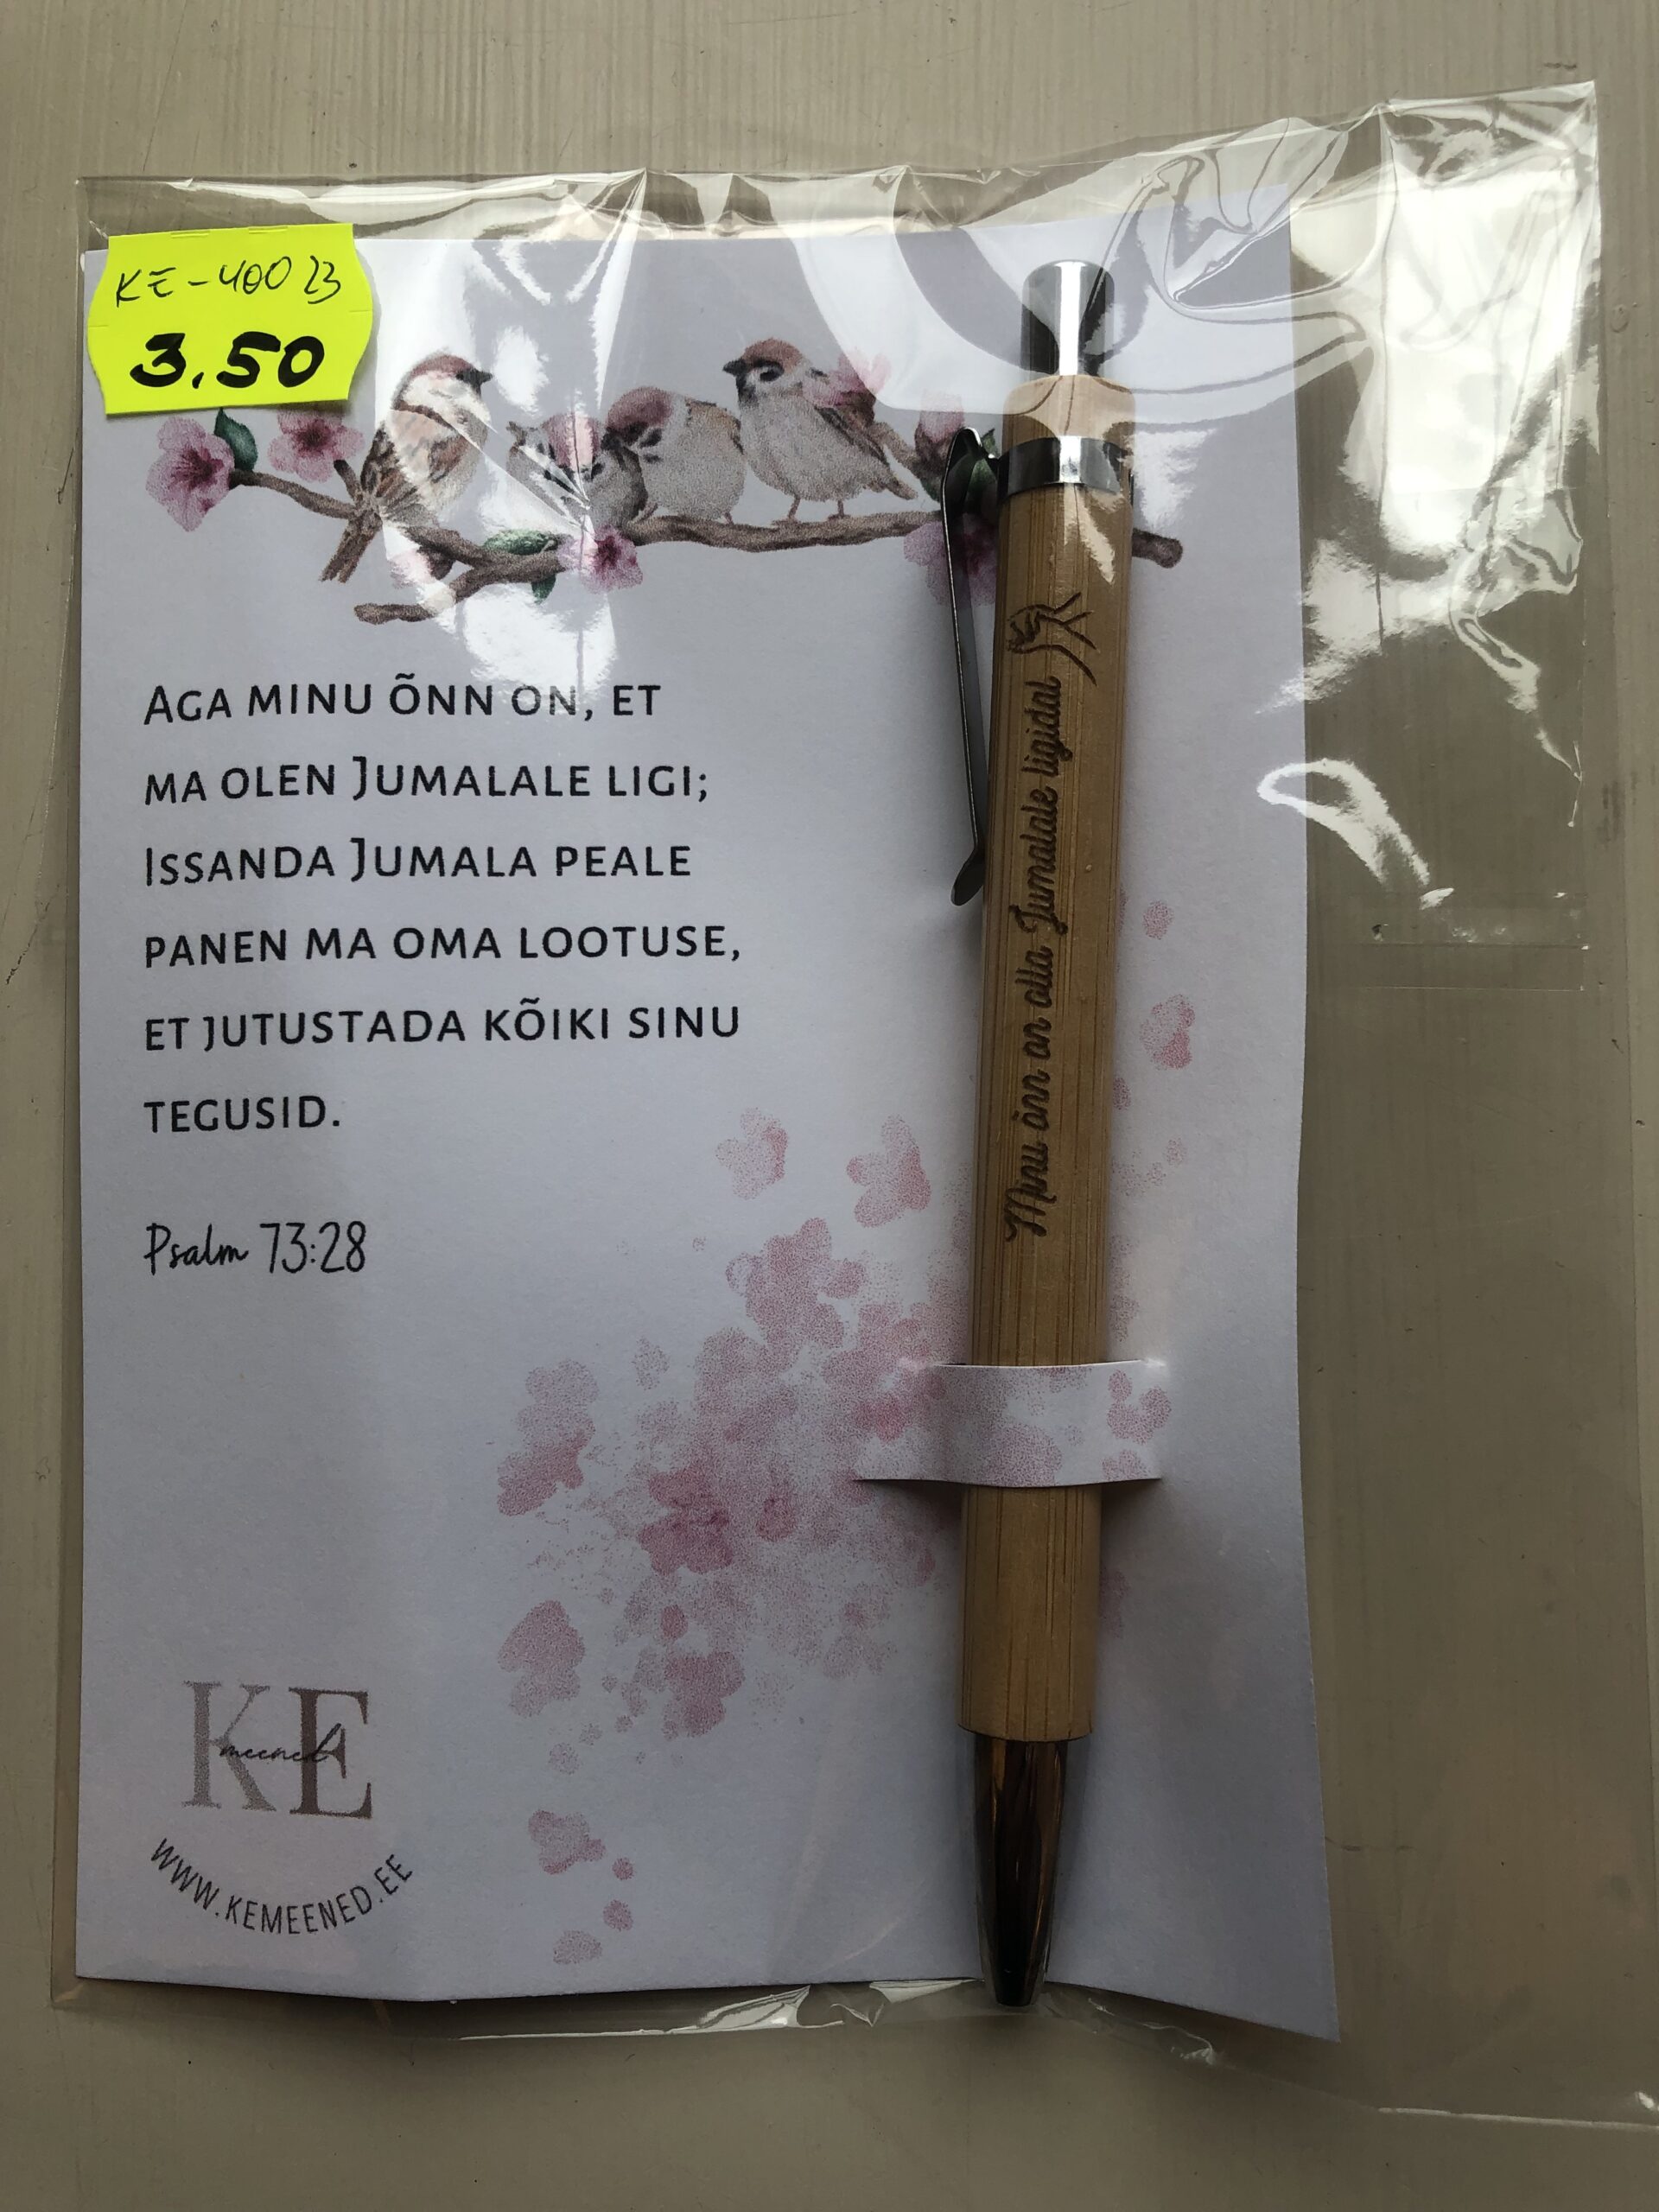 KE-40023
3.50
Aga minu õnn on, et
ma olen Jumalale ligi;
Issanda Jumala peale
panen ma oma lootuse,
et jutustada kõiki sinu
tegusid.
Psalm 73:28
Minu õnn on olla Jumalale ligidal
KE
meened
WWW.KEMEENED.EE